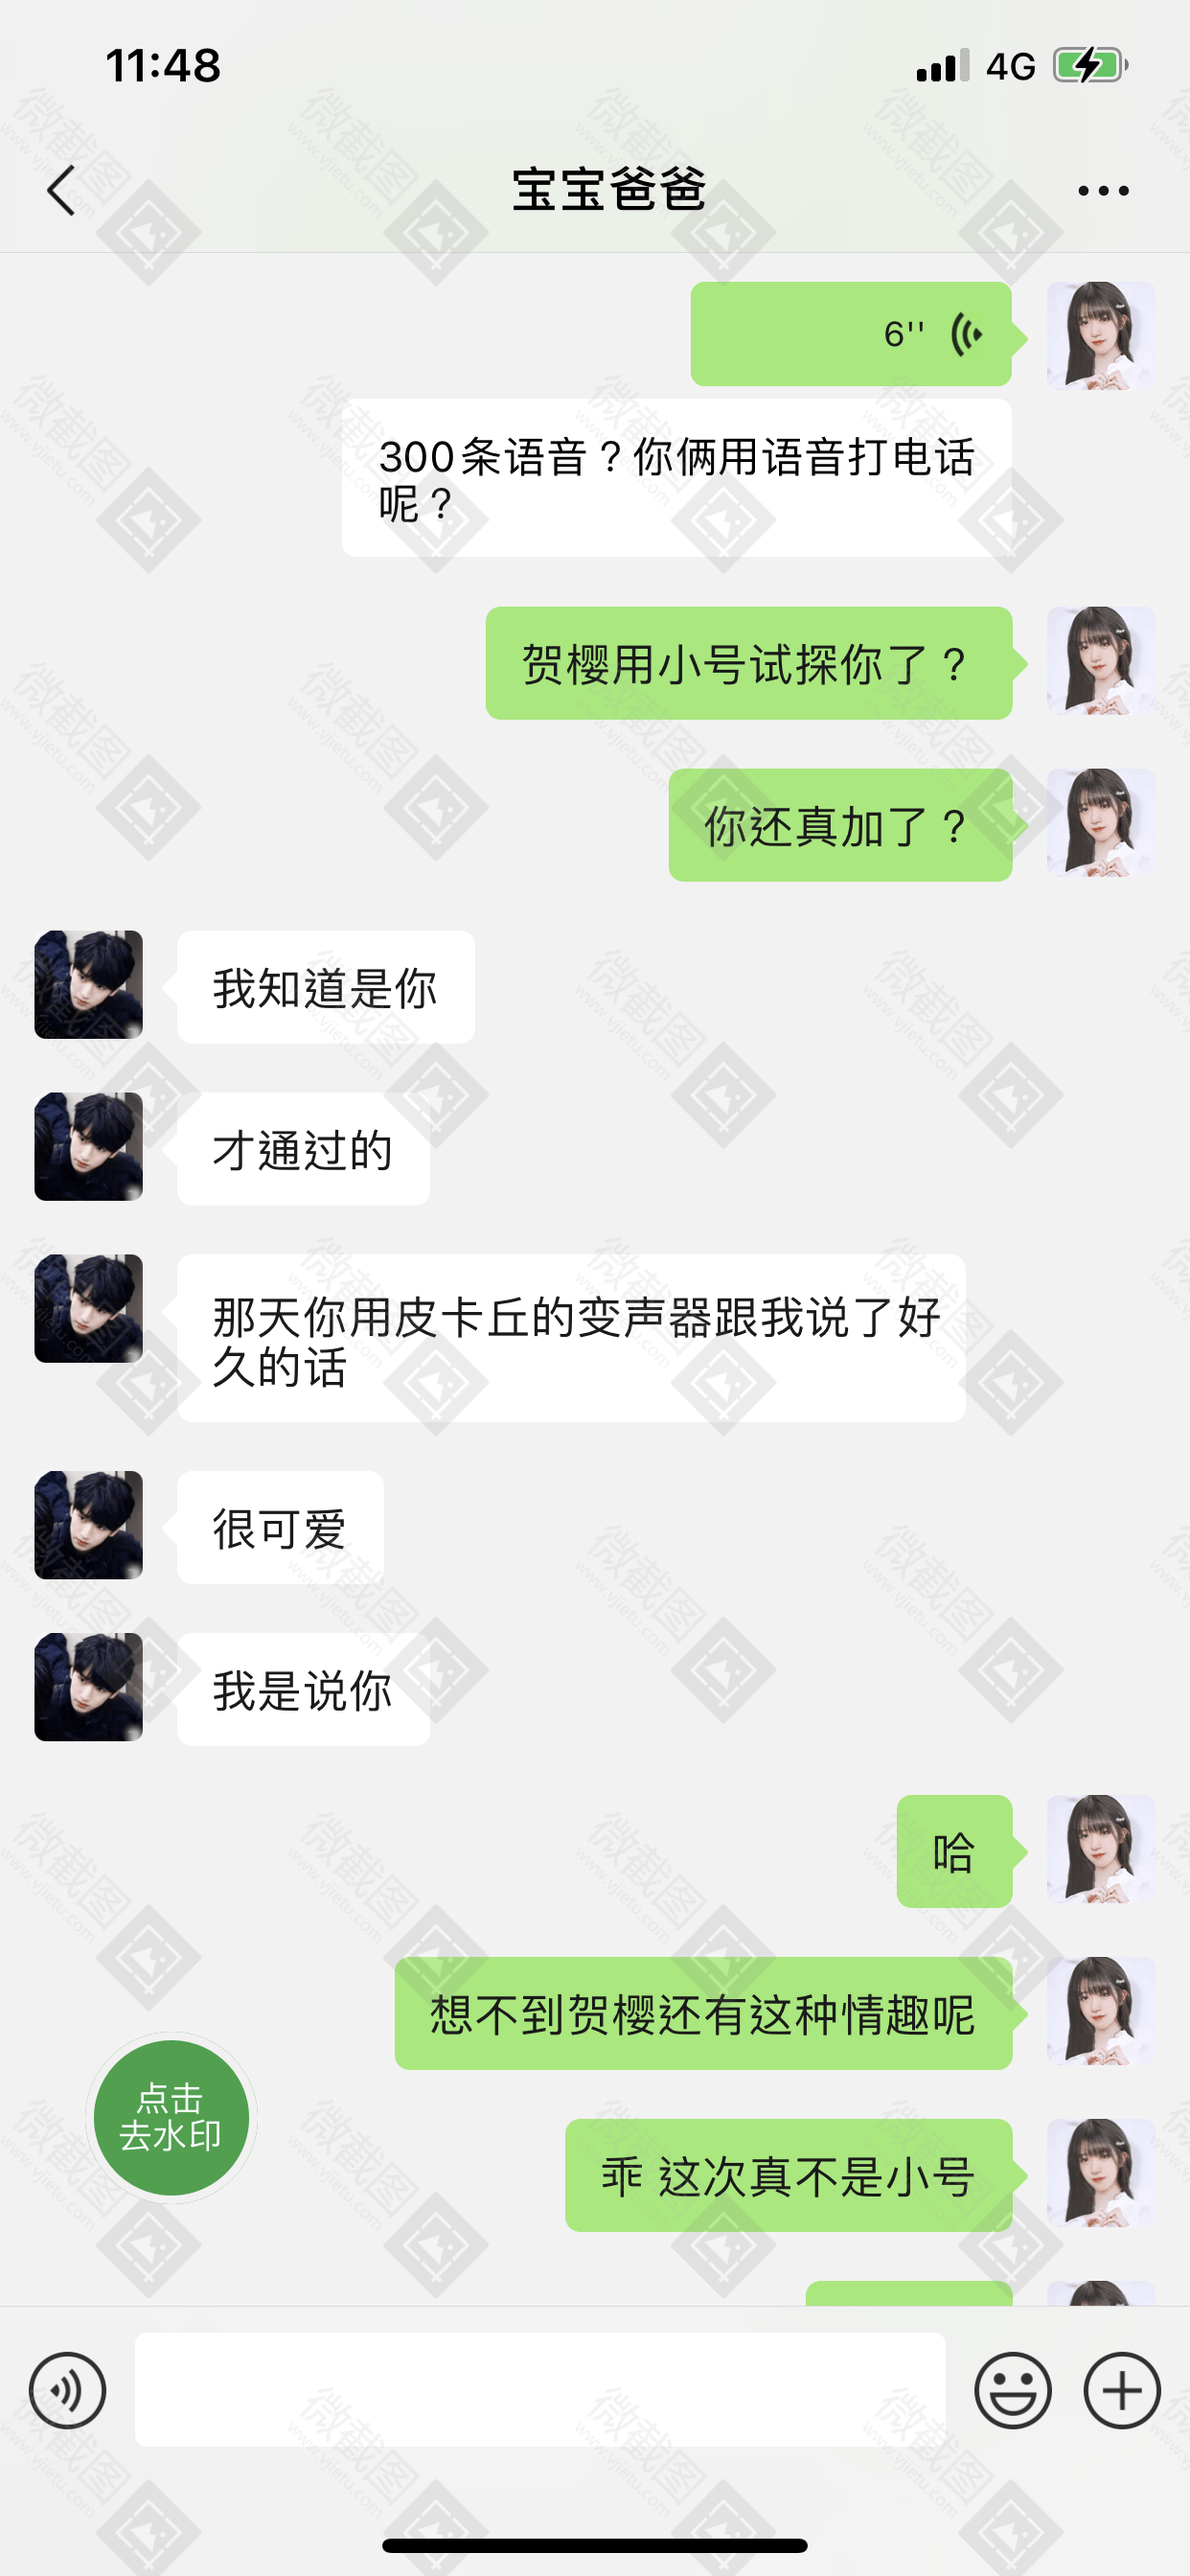 11:48
4G
宝宝爸爸
6''
300条语音？你俩用语音打电话
呢？
贺樱用小号试探你了？
你还真加了？
我知道是你
才通过的
那天你用皮卡丘的变声器跟我说了好
久的话
很可爱
我是说你
哈
想不到贺樱还有这种情趣呢
乖 这次真不是小号
点击
去水印
微截图
www.vjietu.com